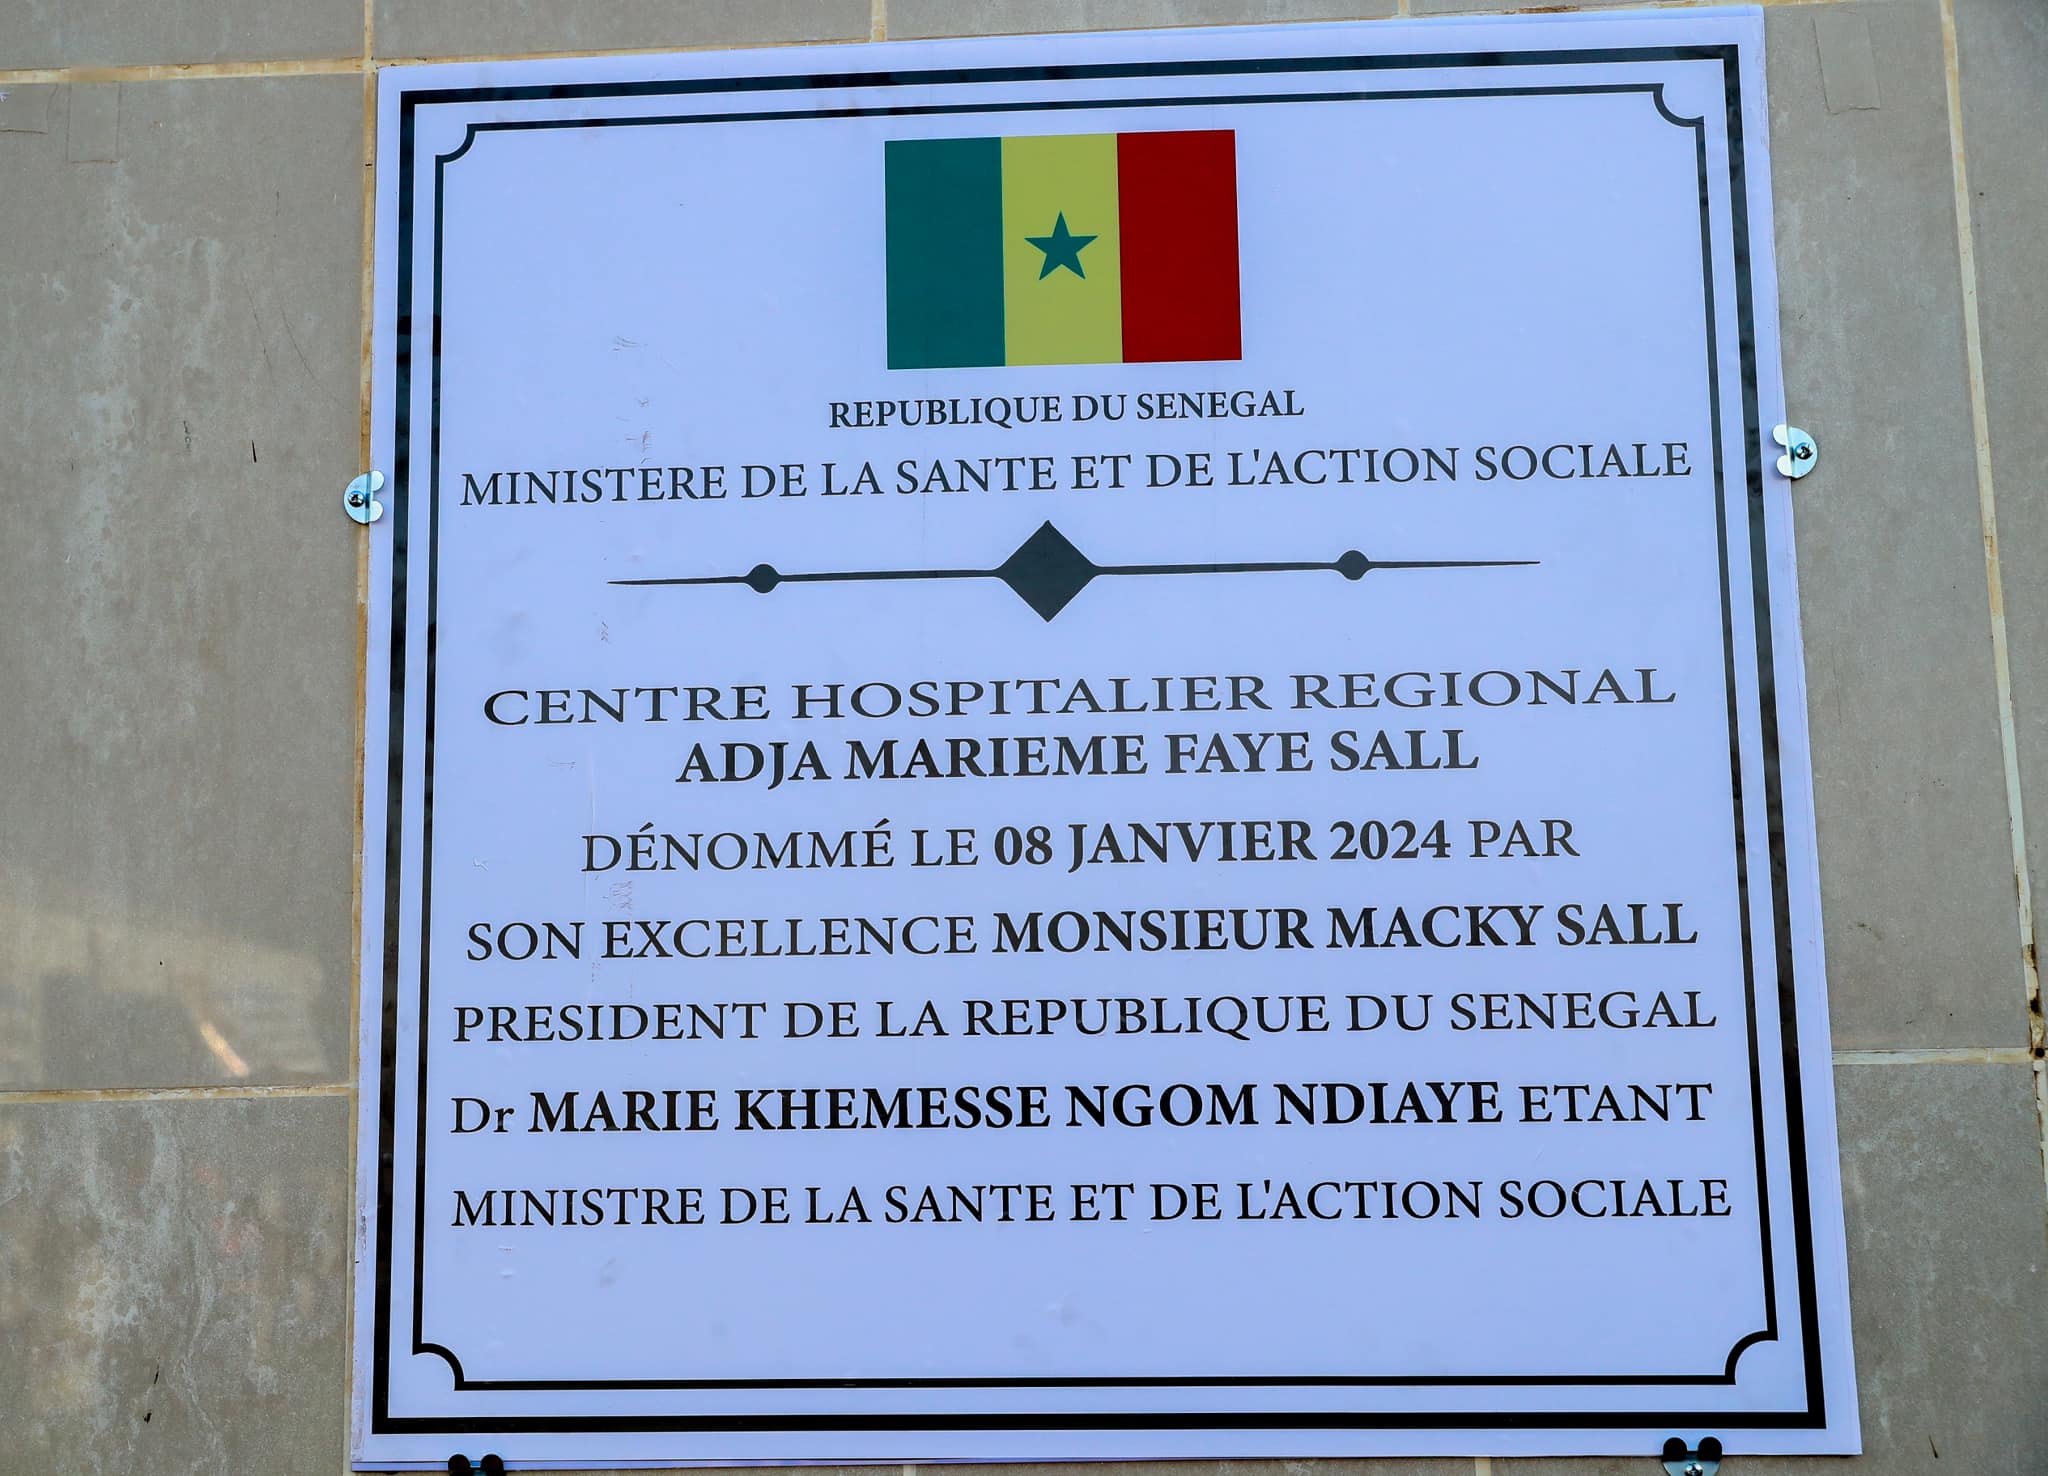 REPUBLIQUE DU SENEGAL
MINISTERE DE LA SANTE ET DE L'ACTION SOCIALE
CENTRE HOSPITALIER REGIONAL
ADJA MARIEME FAYE SALL
DÉNOMMÉ LE 08 JANVIER 2024 PAR
SON EXCELLENCE MONSIEUR MACKY SALL
PRESIDENT DE LA REPUBLIQUE DU SENEGAL
Dr MARIE KHEMESSE NGOM NDIAYE ETANT
MINISTRE DE LA SANTE ET DE L'ACTION SOCIALE